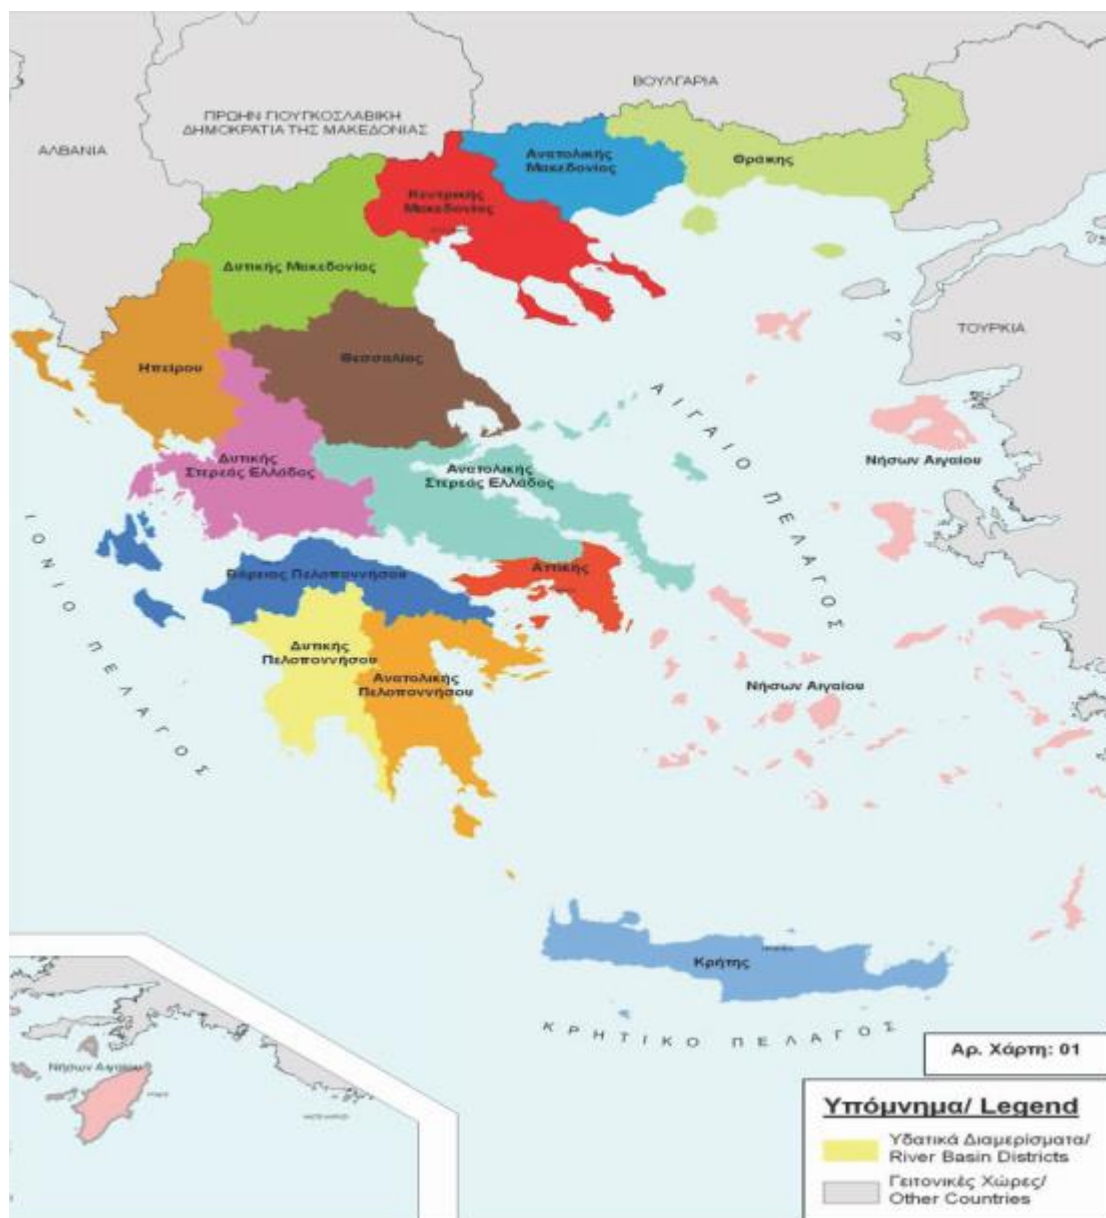 ΒΟΥΛΓΑΡΙΑ
ΠΡΩΗΝ ΓΙΟΥΓΚΟΣΛΑΒΙΚΗ
ΔΗΜΟΚΡΑΤΙΑ ΤΗΣ ΜΑΚΕΔΟΝΙΑΣ
ΑΛΒΑΝΙΑ
Ανατολικής
Μακεδονίας
Θράκης
Κεντρικής
Μακεδονίας
Δυτικής Μακεδονίας
ΤΟΥΡΚΙΑ
Ηπείρου
Θεσσαλίας
ΑΙΓΑΙΟ ΠΕΛΑΓΟΣ
Δυτικής
Στερεάς Ελλάδος
Ανατολικής
Στερεάς Ελλάδος
Νήσων Αιγαίου
ΙΟΝΙΟ ΠΕΛΑΓΟΣ
Βόρειας Πελοποννήσου
Αττικής
Δυτικής
Πελοποννήσου
Ανατολικής
Πελοποννήσου
Νήσων Αιγαίου
Κρήτης
ΚΡΗΤΙΚΟ ΠΕΛΑΓΟΣ
Νήσων Αιγαίου
Αρ. Χάρτη: 01
Υπόμνημα/ Legend
Υδατικά Διαμερίσματα/
River Basin Districts
Γειτονικές Χώρες/
Other Countries